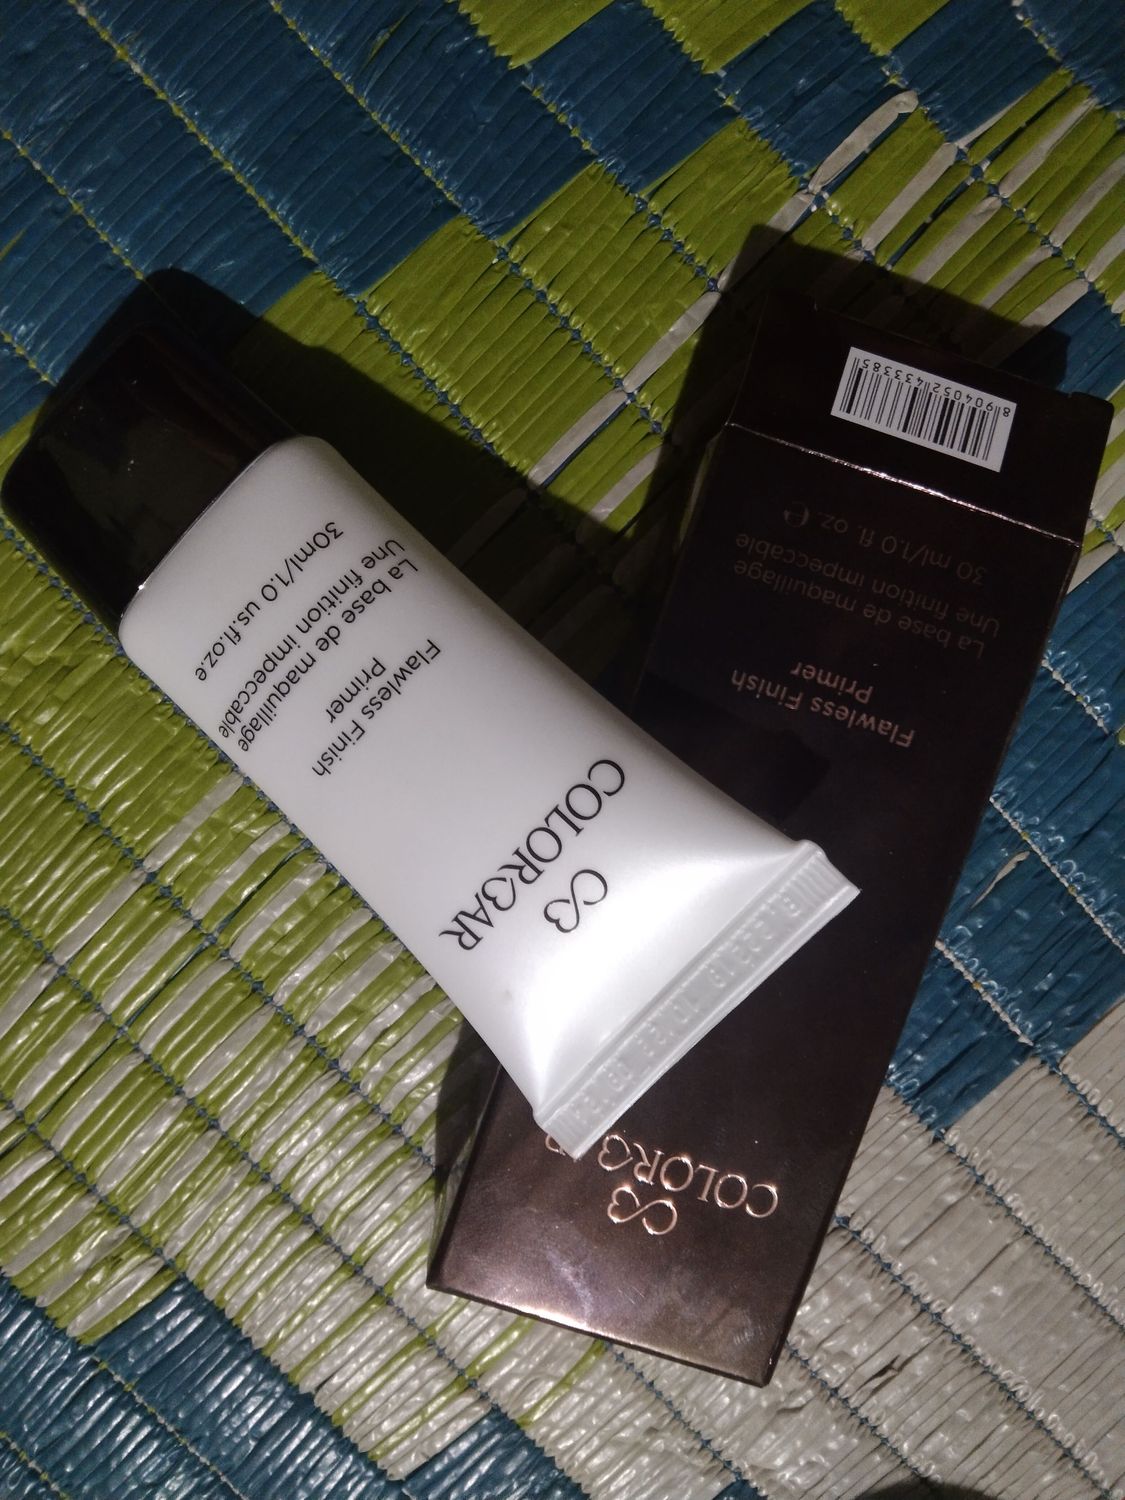 COLORBAR
Flawless Finish
primer
La base de maquillage
Une finition impeccable
30ml/1.0 us.fl.oz.e
COLORB
Flawless Finish
Primer
La base de maquillage
Une finition impeccable
30 ml/1.0 fl. oz. e
8904052433385